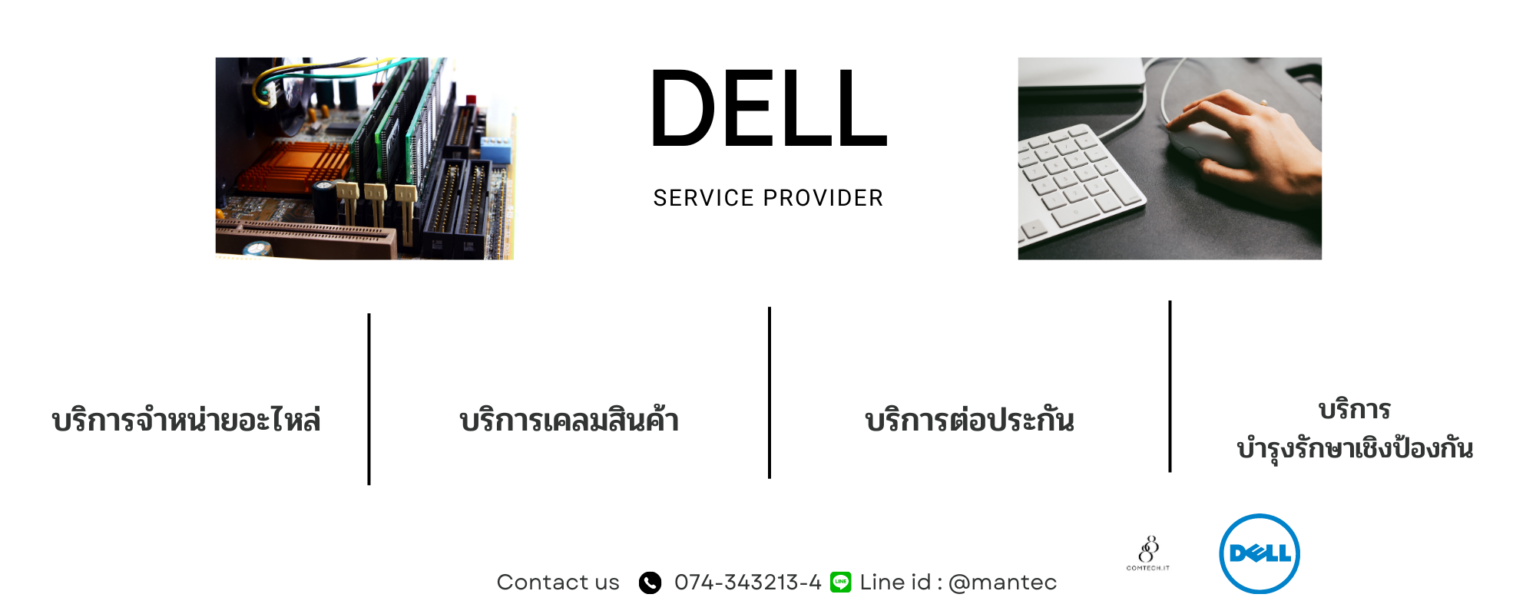 DELL
SERVICE PROVIDER
บริการจำหน่ายอะไหล่
บริการเคลมสินค้า
บริการต่อประกัน
บริการ
บำรุงรักษาเชิงป้องกัน
COMTECH.IT
DELL
Contact us 074-343213-4 LINE Line id : @mantec